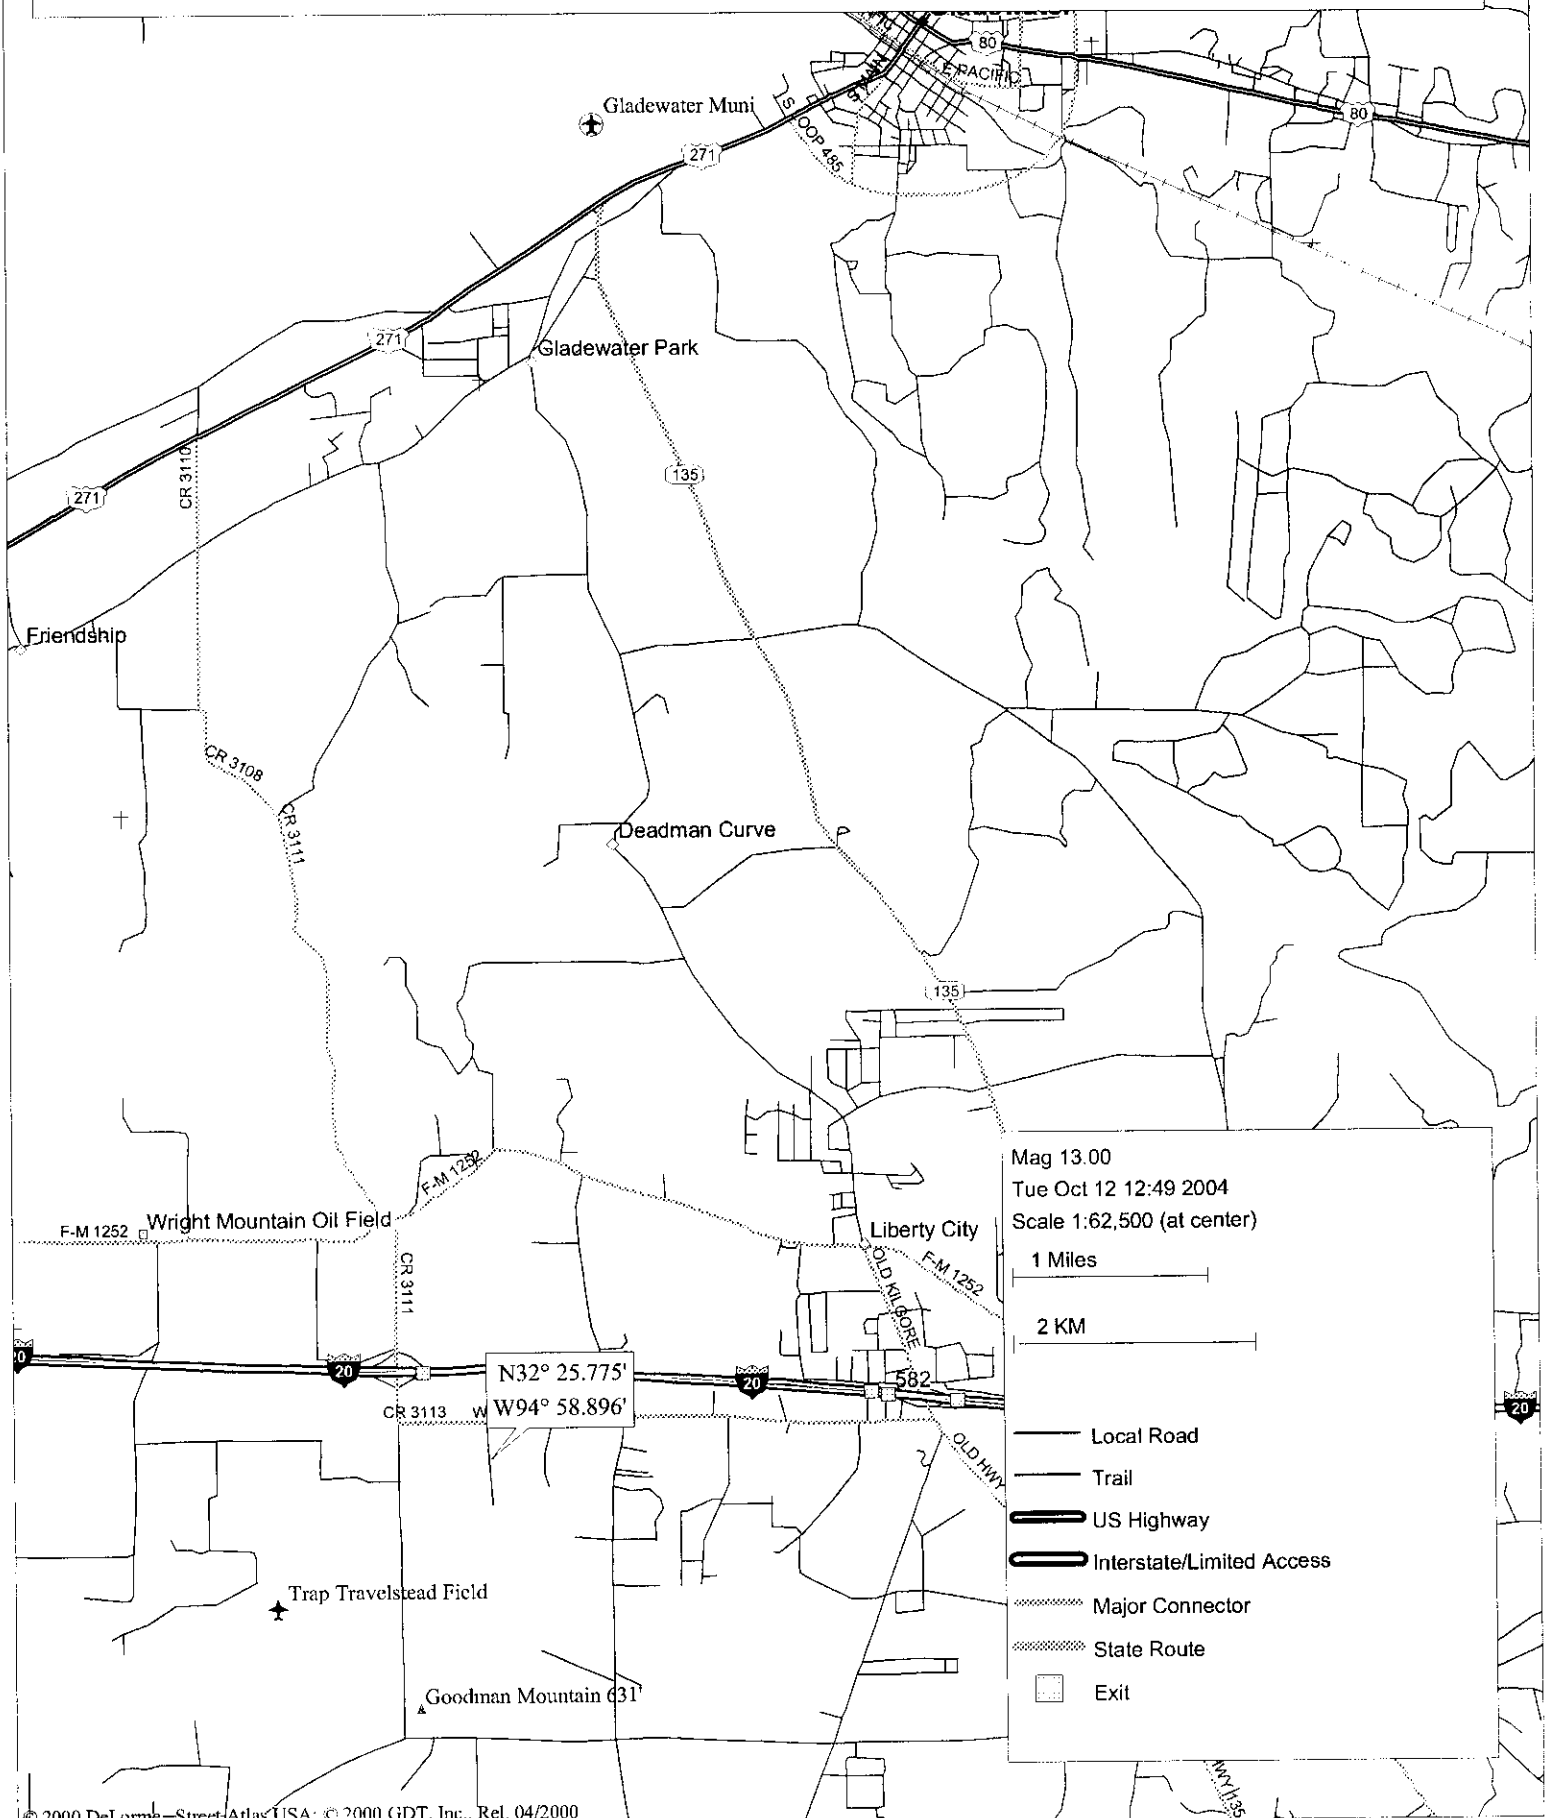 80
E PACIFIC
S MAIN
Gladewater Muni
80
271
OOP 485
271
Gladewater Park
CR 3110
135
271
Friendship
CR 3108
CR 3111
Deadman Curve
135
F-M 1252
Wright Mountain Oil Field
F-M 1252
Liberty City
F-M 1252
CR 3111
OLD KILGORE
20
20
N32° 25.775'
W94° 58.896'
20
582
20
CR 3113
W
OLD HWY
Mag 13.00
Tue Oct 12 12:49 2004
Scale 1:62,500 (at center)
1 Miles
2 KM
Local Road
Trail
US Highway
Interstate/Limited Access
Major Connector
State Route
Exit
Trap Travelstead Field
Goodman Mountain 631'
HWY 135
© 2000 DeLorme–Street Atlas USA; © 2000 GDT, Inc., Rel. 04/2000